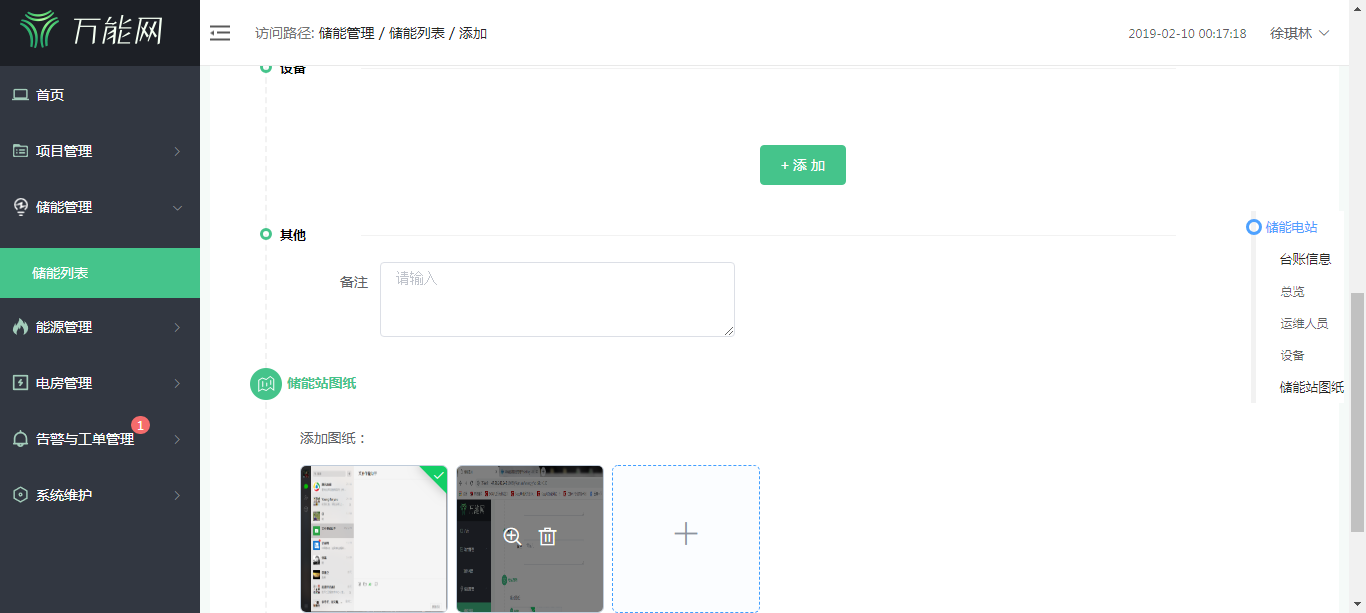 万能网
访问路径: 储能管理 / 储能列表 / 添加
2019-02-10 00:17:18
徐琪林
首页
项目管理
储能管理
储能列表
能源管理
电房管理
告警与工单管理
1
系统维护
设备
+ 添 加
其他
备注
请输入
储能站图纸
添加图纸：
储能电站
台账信息
总览
运维人员
设备
储能站图纸